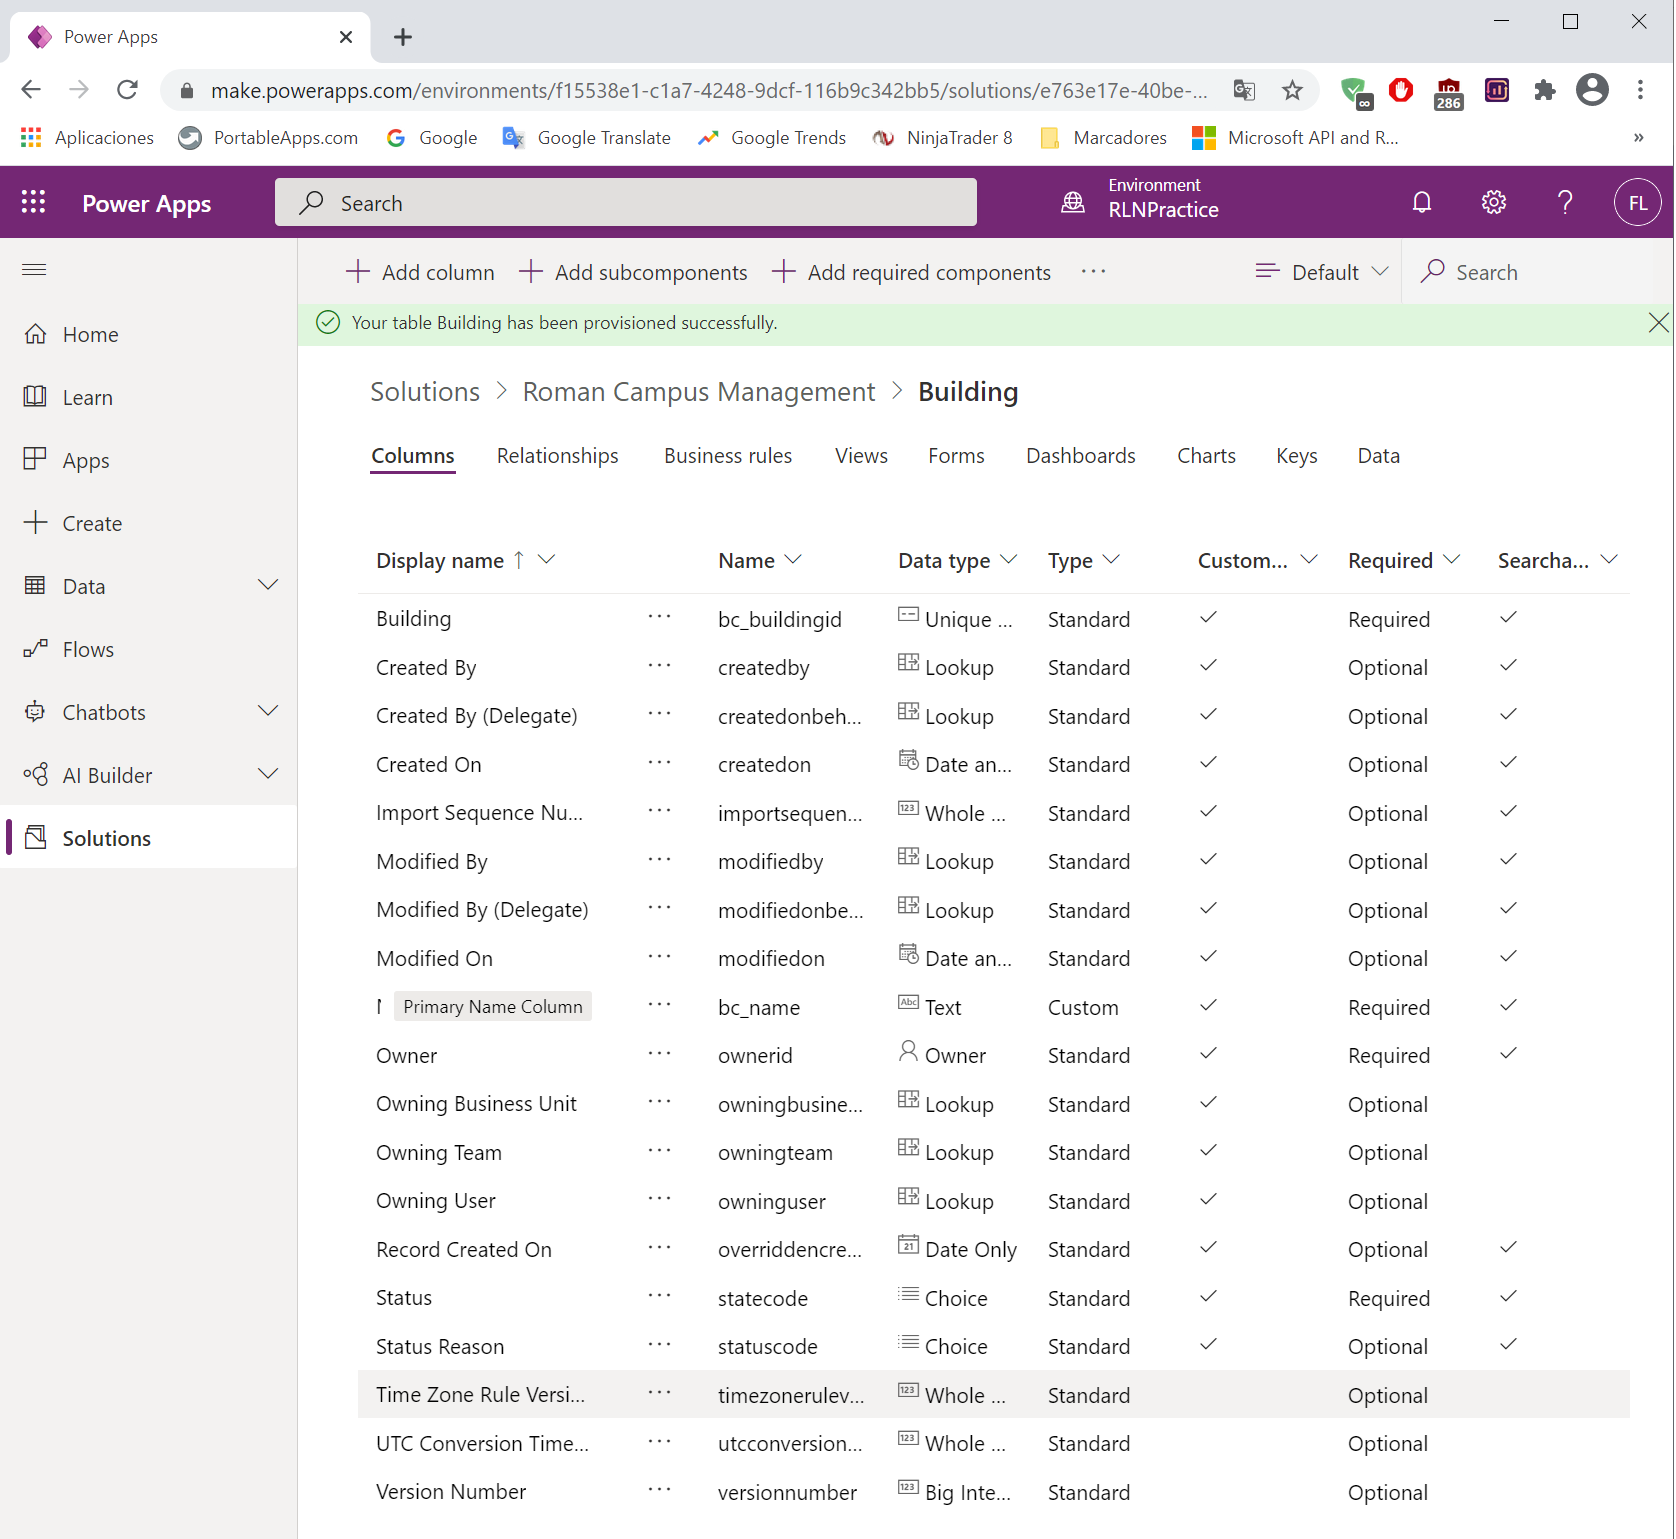 Power Apps
make.powerapps.com/environments/f15538e1-c1a7-4248-9dcf-116b9c342bb5/solutions/e763e17e-40be-...
286
Aplicaciones PortableApps.com Google Google Translate Google Trends NinjaTrader 8 Marcadores Microsoft API and R... »
Power Apps Search Environment
RLNPractice ? FL
Add column Add subcomponents Add required components ... Default Search
Your table Building has been provisioned successfully.
Home
Learn
Apps
Create
Data
Flows
Chatbots
AI Builder
Solutions
Solutions > Roman Campus Management > Building
Columns Relationships Business rules Views Forms Dashboards Charts Keys Data
Display name ↑ Name Data type Type Custom... Required Searcha...
Building ... bc_buildingid Unique ... Standard Required
Created By ... createdby Lookup Standard Optional
Created By (Delegate) ... createdonbeh... Lookup Standard Optional
Created On ... createdon Date an... Standard Optional
Import Sequence Nu... ... importsequen... Whole ... Standard Optional
Modified By ... modifiedby Lookup Standard Optional
Modified By (Delegate) ... modifiedonbe... Lookup Standard Optional
Modified On ... modifiedon Date an... Standard Optional
Primary Name Column ... bc_name Abc Text Custom Required
Owner ... ownerid Owner Standard Required
Owning Business Unit ... owningbusine... Lookup Standard Optional
Owning Team ... owningteam Lookup Standard Optional
Owning User ... owninguser Lookup Standard Optional
Record Created On ... overriddencre... 21 Date Only Standard Optional
Status ... statecode Choice Standard Required
Status Reason ... statuscode Choice Standard Optional
Time Zone Rule Versi... ... timezonerulev... 123 Whole ... Standard Optional
UTC Conversion Time... ... utcconversion... 123 Whole ... Standard Optional
Version Number ... versionnumber 123 Big Inte... Standard Optional